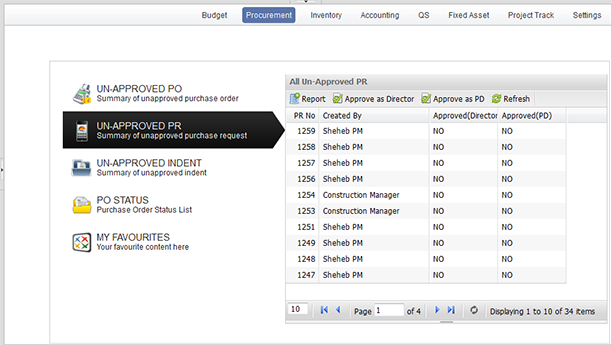 Budget Procurement Inventory Accounting QS Fixed Asset Project Track Settings
UN-APPROVED PO
Summary of unapproved purchase order
UN-APPROVED PR
Summary of unapproved purchase request
UN-APPROVED INDENT
Summary of unapproved indent
PO STATUS
Purchase Order Status List
MY FAVOURITES
Your favourite content here
All Un-Approved PR
Report Approve as Director Approve as PD Refresh
PR No Created By Approved(Director Approved(PD)
1259 Sheheb PM NO NO
1258 Sheheb PM NO NO
1257 Sheheb PM NO NO
1256 Sheheb PM NO NO
1254 Construction Manager NO NO
1253 Construction Manager NO NO
1251 Sheheb PM NO NO
1249 Sheheb PM NO NO
1248 Sheheb PM NO NO
1247 Sheheb PM NO NO
10 Page 1 of 4 Displaying 1 to 10 of 34 items